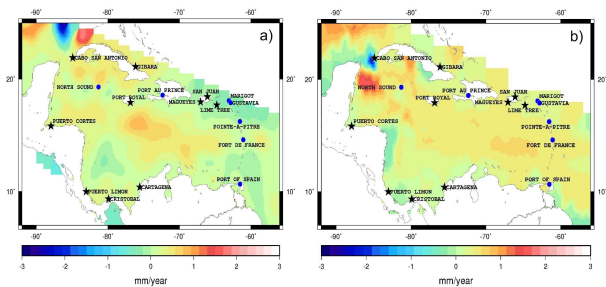 -90° -80° -70° -60°
a)
CABO SAN ANTONIO
GIBARA
20°
NORTH SOUND
PORT AU PRINCE
SAN JUAN
MARIGOT
PORT ROYAL
MAGUEYES
LIME TREE
GUSTAVIA
PUERTO CORTES
POINTE-A-PITRE
FORT DE FRANCE
10°
PORT OF SPAIN
CARTAGENA
PUERTO LIMON
CRISTOBAL
-90° -80° -70° -60°
-3 -2 -1 0 1 2 3
mm/year
-90° -80° -70° -60°
b)
CABO SAN ANTONIO
GIBARA
20°
NORTH SOUND
PORT AU PRINCE
SAN JUAN
MARIGOT
PORT ROYAL
MAGUEYES
LIME TREE
GUSTAVIA
PUERTO CORTES
POINTE-A-PITRE
FORT DE FRANCE
10°
PORT OF SPAIN
CARTAGENA
PUERTO LIMON
CRISTOBAL
-90° -80° -70° -60°
-3 -2 -1 0 1 2 3
mm/year